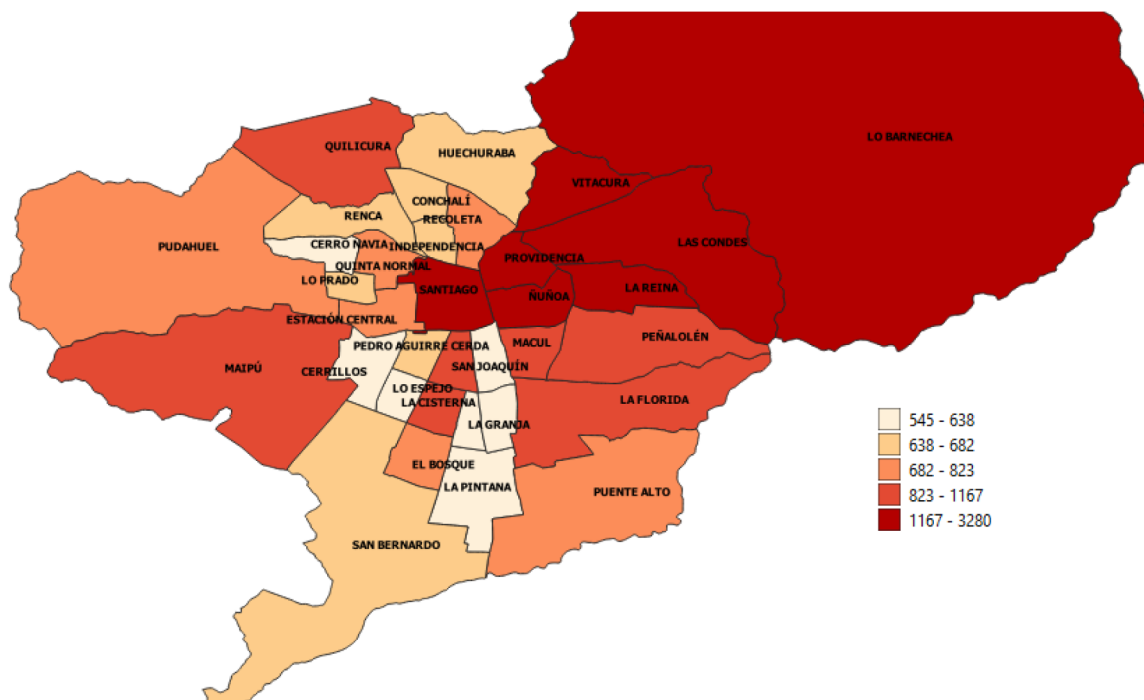 LO BARNECHEA
QUILICURA
HUECHURABA
VITACURA
CONCHALÍ
RENCA
RECOLETA
PUDAHUEL
CERRO NAVIA
INDEPENDENCIA
LAS CONDES
PROVIDENCIA
QUINTA NORMAL
LO PRADO
SANTIAGO
LA REINA
ÑUÑOA
ESTACIÓN CENTRAL
PEÑALOLÉN
MACUL
PEDRO AGUIRRE CERDA
MAIPÚ
CERRILLOS
SAN JOAQUÍN
LO ESPEJO
LA CISTERNA
LA FLORIDA
LA GRANJA
EL BOSQUE
LA PINTANA
PUENTE ALTO
SAN BERNARDO
545 - 638
638 - 682
682 - 823
823 - 1167
1167 - 3280